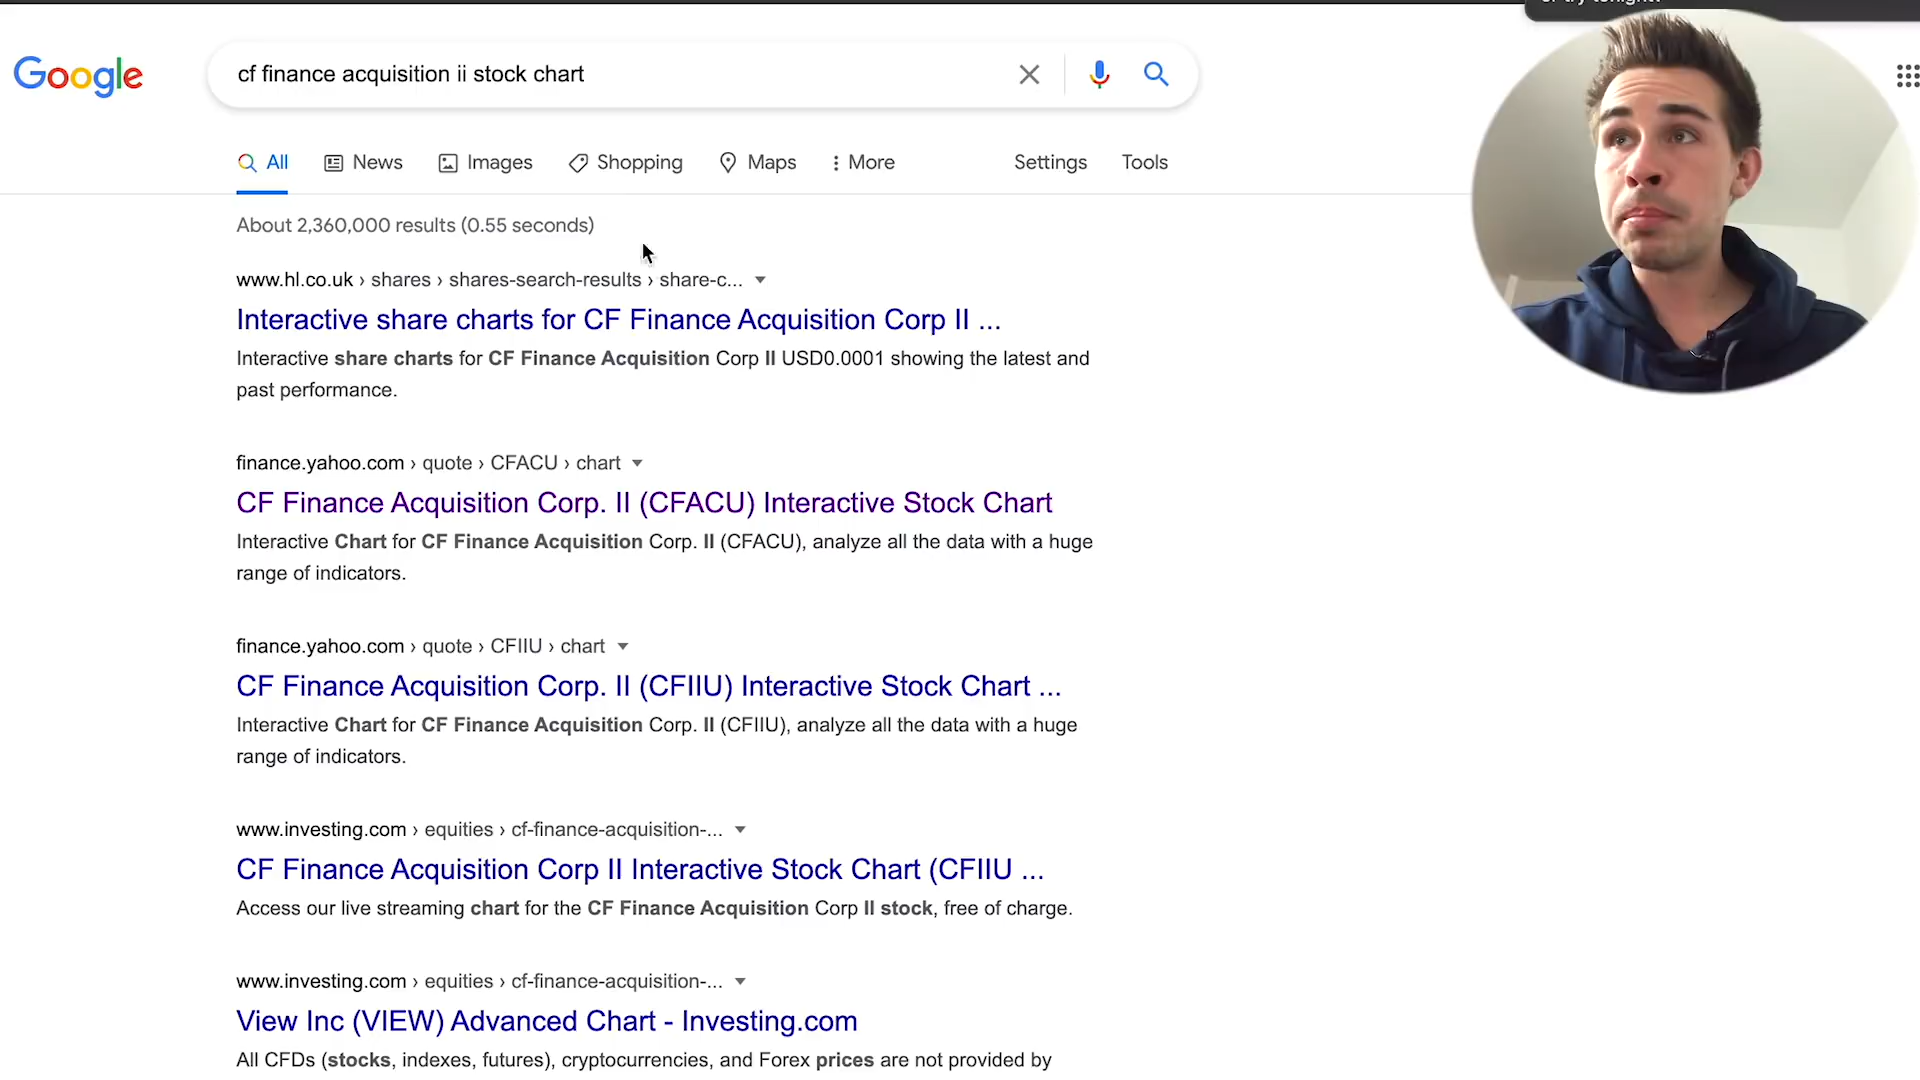 Google
cf finance acquisition ii stock chart
All News Images Shopping Maps More Settings Tools
About 2,360,000 results (0.55 seconds)
www.hl.co.uk › shares › shares-search-results › share-c...
Interactive share charts for CF Finance Acquisition Corp II ...
Interactive share charts for CF Finance Acquisition Corp II USD0.0001 showing the latest and
past performance.
finance.yahoo.com › quote › CFACU › chart
CF Finance Acquisition Corp. II (CFACU) Interactive Stock Chart
Interactive Chart for CF Finance Acquisition Corp. II (CFACU), analyze all the data with a huge
range of indicators.
finance.yahoo.com › quote › CFIIU › chart
CF Finance Acquisition Corp. II (CFIIU) Interactive Stock Chart ...
Interactive Chart for CF Finance Acquisition Corp. II (CFIIU), analyze all the data with a huge
range of indicators.
www.investing.com › equities › cf-finance-acquisition-...
CF Finance Acquisition Corp II Interactive Stock Chart (CFIIU ...
Access our live streaming chart for the CF Finance Acquisition Corp II stock, free of charge.
www.investing.com › equities › cf-finance-acquisition-...
View Inc (VIEW) Advanced Chart - Investing.com
All CFDs (stocks, indexes, futures), cryptocurrencies, and Forex prices are not provided by